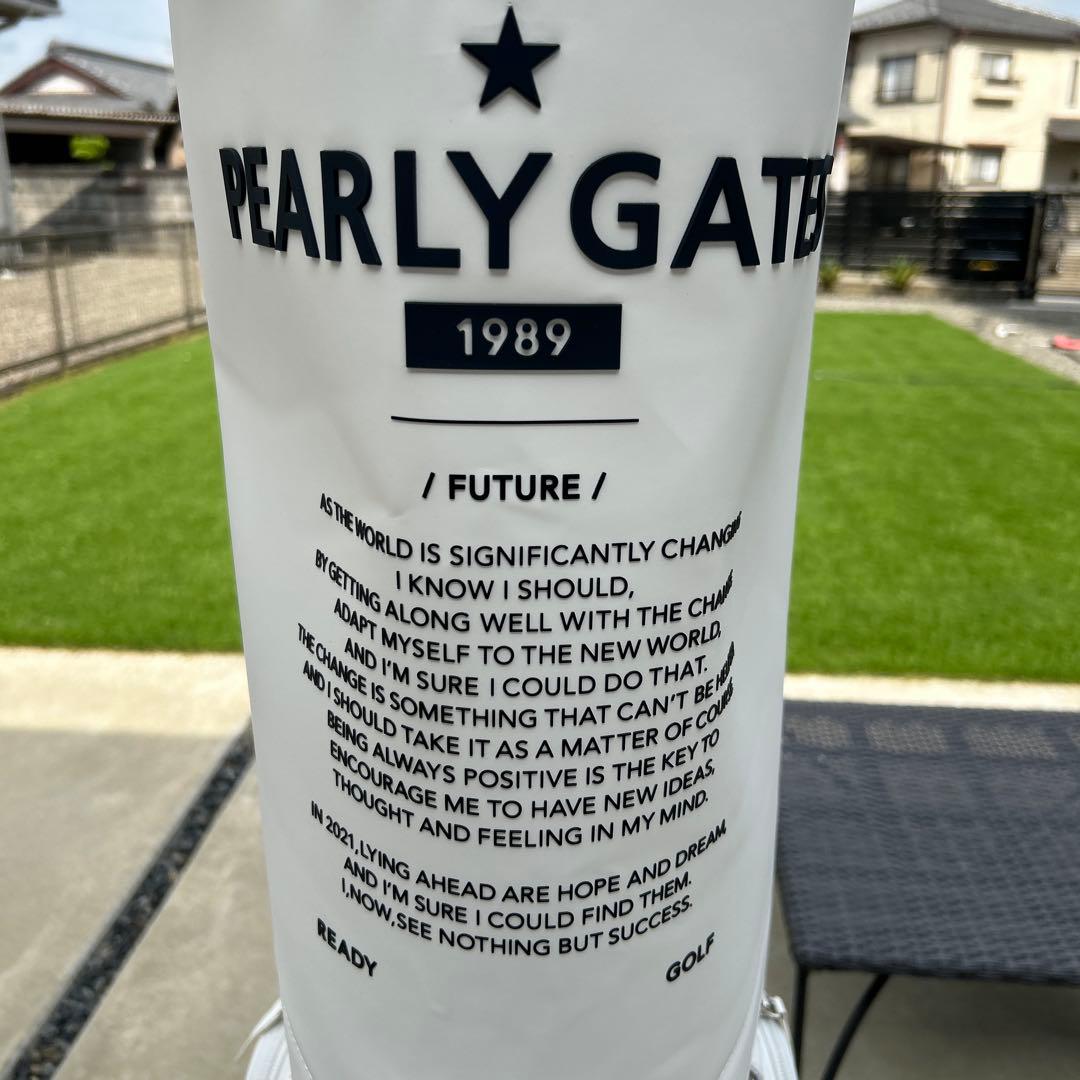 PEARLY GATES
1989
/ FUTURE /
AS THE WORLD IS SIGNIFICANTLY CHANGING
I KNOW I SHOULD,
BY GETTING ALONG WELL WITH THE CHANGE
ADAPT MYSELF TO THE NEW WORLD,
AND I'M SURE I COULD DO THAT.
THE CHANGE IS SOMETHING THAT CAN'T BE HELPED
AND I SHOULD TAKE IT AS A MATTER OF COURSE
BEING ALWAYS POSITIVE IS THE KEY TO
ENCOURAGE ME TO HAVE NEW IDEAS,
THOUGHT AND FEELING IN MY MIND.
IN 2021,LYING AHEAD ARE HOPE AND DREAM,
AND I'M SURE I COULD FIND THEM.
I,NOW,SEE NOTHING BUT SUCCESS.
READY GOLF